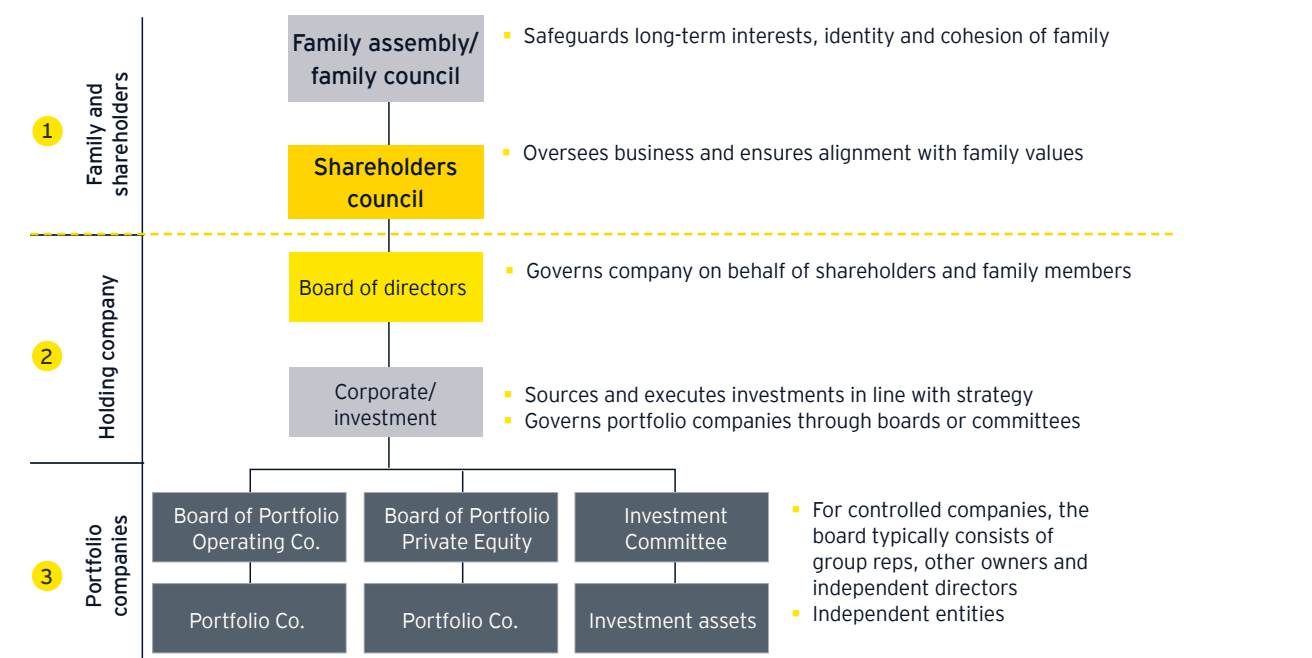 1
Family and
shareholders
Family assembly/
family council
Safeguards long-term interests, identity and cohesion of family
Shareholders
council
Oversees business and ensures alignment with family values
2
Holding company
Board of directors
Governs company on behalf of shareholders and family members
Corporate/
investment
Sources and executes investments in line with strategy
Governs portfolio companies through boards or committees
3
Portfolio
companies
Board of Portfolio
Operating Co.
Board of Portfolio
Private Equity
Investment
Committee
Portfolio Co.
Portfolio Co.
Investment assets
For controlled companies, the
board typically consists of
group reps, other owners and
independent directors
Independent entities